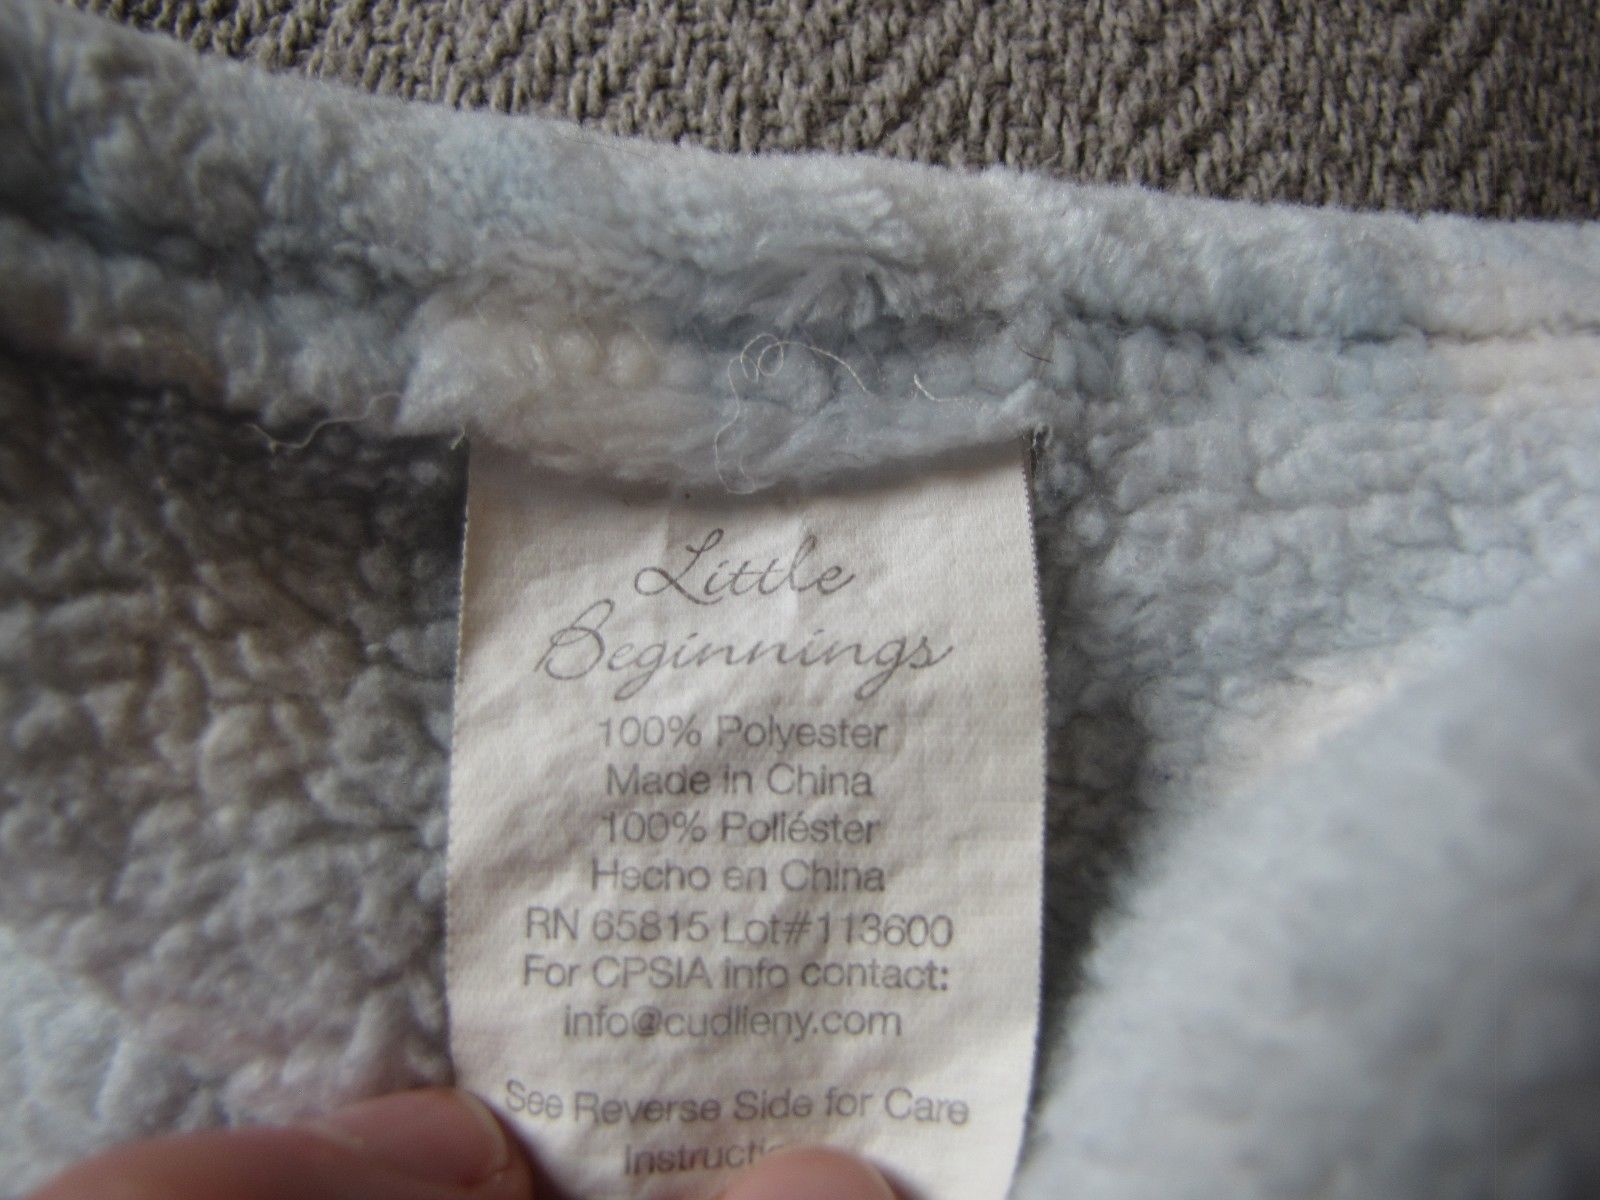 Little
Beginnings
100% Polyester
Made in China
100% Poliéster
Hecho en China
RN 65815 Lot#113600
For CPSIA info contact:
info@cudlieny.com
See Reverse Side for Care